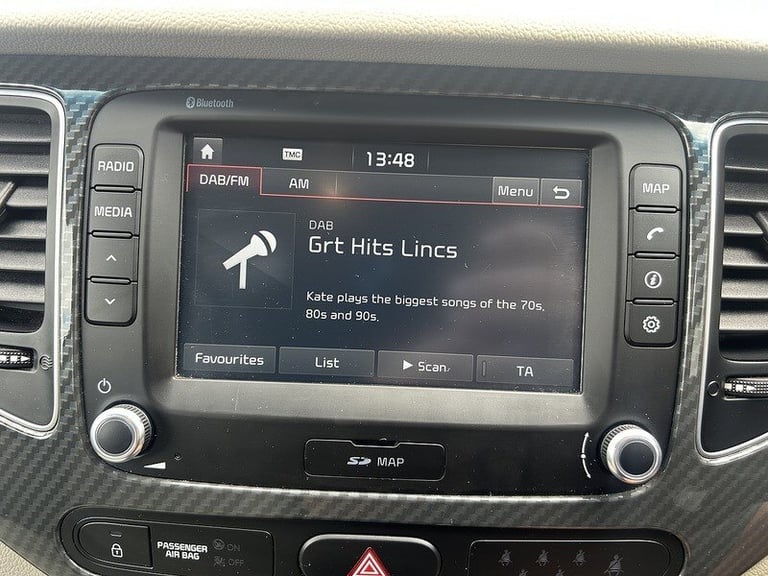 Bluetooth
RADIO
MEDIA
TMC
13:48
DAB/FM
AM
Menu
DAB
Grt Hits Lincs
Kate plays the biggest songs of the 70s,
80s and 90s.
Favourites
List
Scan
TA
MAP
SD MAP
PASSENGER
AIR BAG
ON
OFF